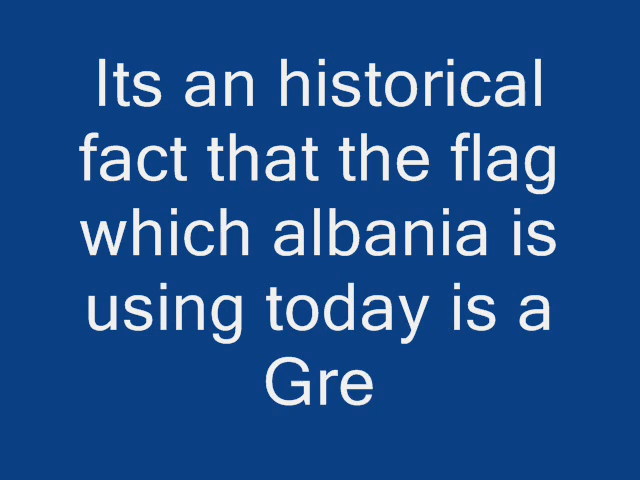 Its an historical
fact that the flag
which albania is
using today is a
Gre